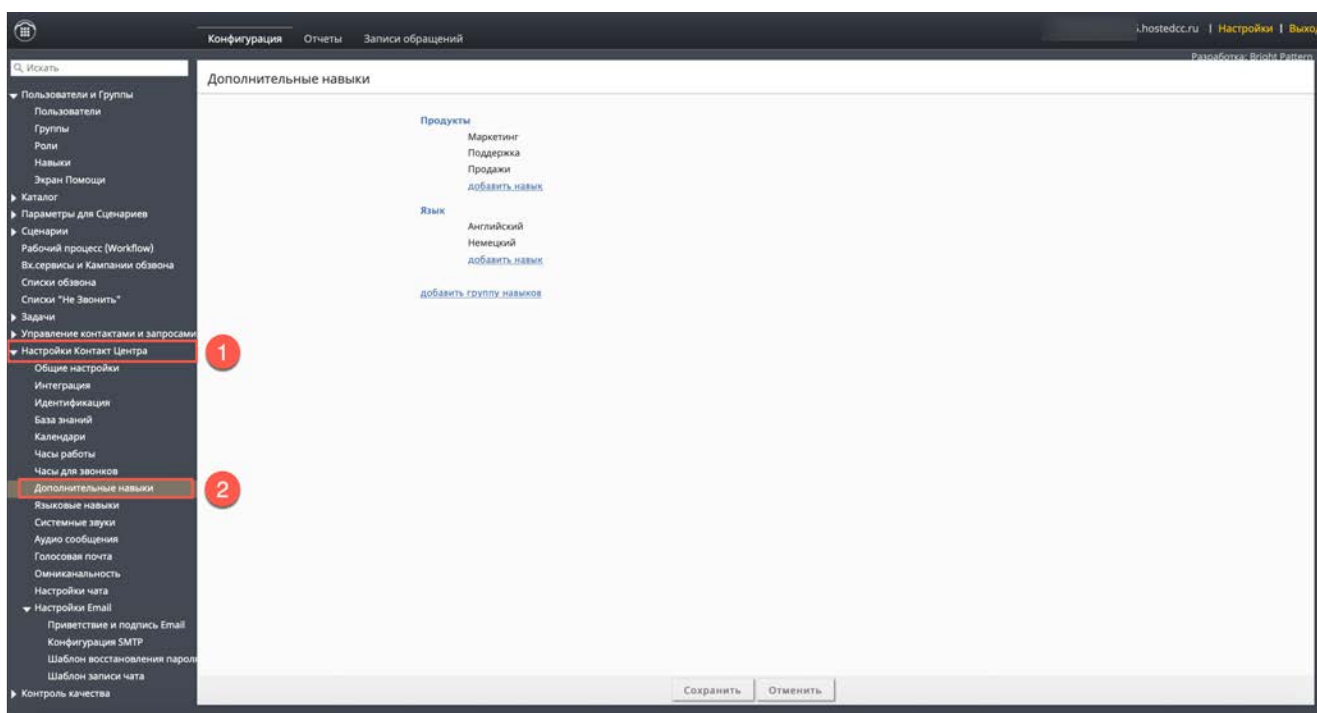 Конфигурация Отчеты Записи обращений
.hostedcc.ru | Настройки | Выхо
Разработка: Bright Pattern
Искать
Дополнительные навыки
Пользователи и Группы
Пользователи
Группы
Роли
Навыки
Экран Помощи
Каталог
Параметры для Сценариев
Сценарии
Рабочий процесс (Workflow)
Вх.сервисы и Кампании обзвона
Списки обзвона
Списки "Не Звонить"
Задачи
Управление контактами и запросами
Настройки Контакт Центра
1
Общие настройки
Интеграция
Идентификация
База знаний
Календари
Часы работы
Часы для звонков
Дополнительные навыки
2
Языковые навыки
Системные звуки
Аудио сообщения
Голосовая почта
Омниканальность
Настройки чата
Настройки Email
Приветствие и подпись Email
Конфигурация SMTP
Шаблон восстановления парол
Шаблон записи чата
Контроль качества
Продукты
Маркетинг
Поддержка
Продажи
добавить навык
Язык
Английский
Немецкий
добавить навык
добавить группу навыков
Сохранить Отменить